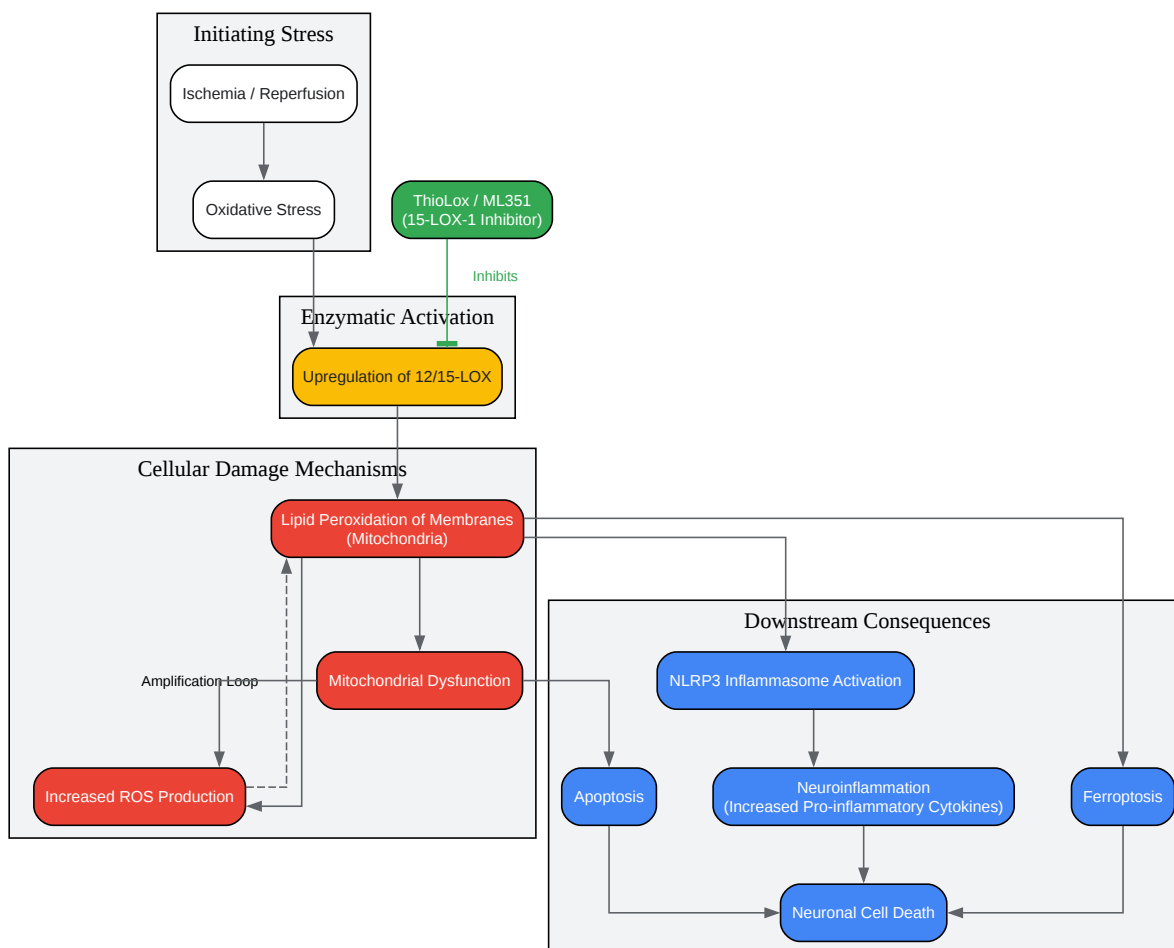 Initiating Stress
Ischemia / Reperfusion
Oxidative Stress
ThioLox / ML351
(15-LOX-1 Inhibitor)
Inhibits
Enzymatic Activation
Upregulation of 12/15-LOX
Cellular Damage Mechanisms
Lipid Peroxidation of Membranes
(Mitochondria)
Mitochondrial Dysfunction
Amplification Loop
Increased ROS Production
Downstream Consequences
NLRP3 Inflammasome Activation
Apoptosis
Neuroinflammation
(Increased Pro-inflammatory Cytokines)
Ferroptosis
Neuronal Cell Death